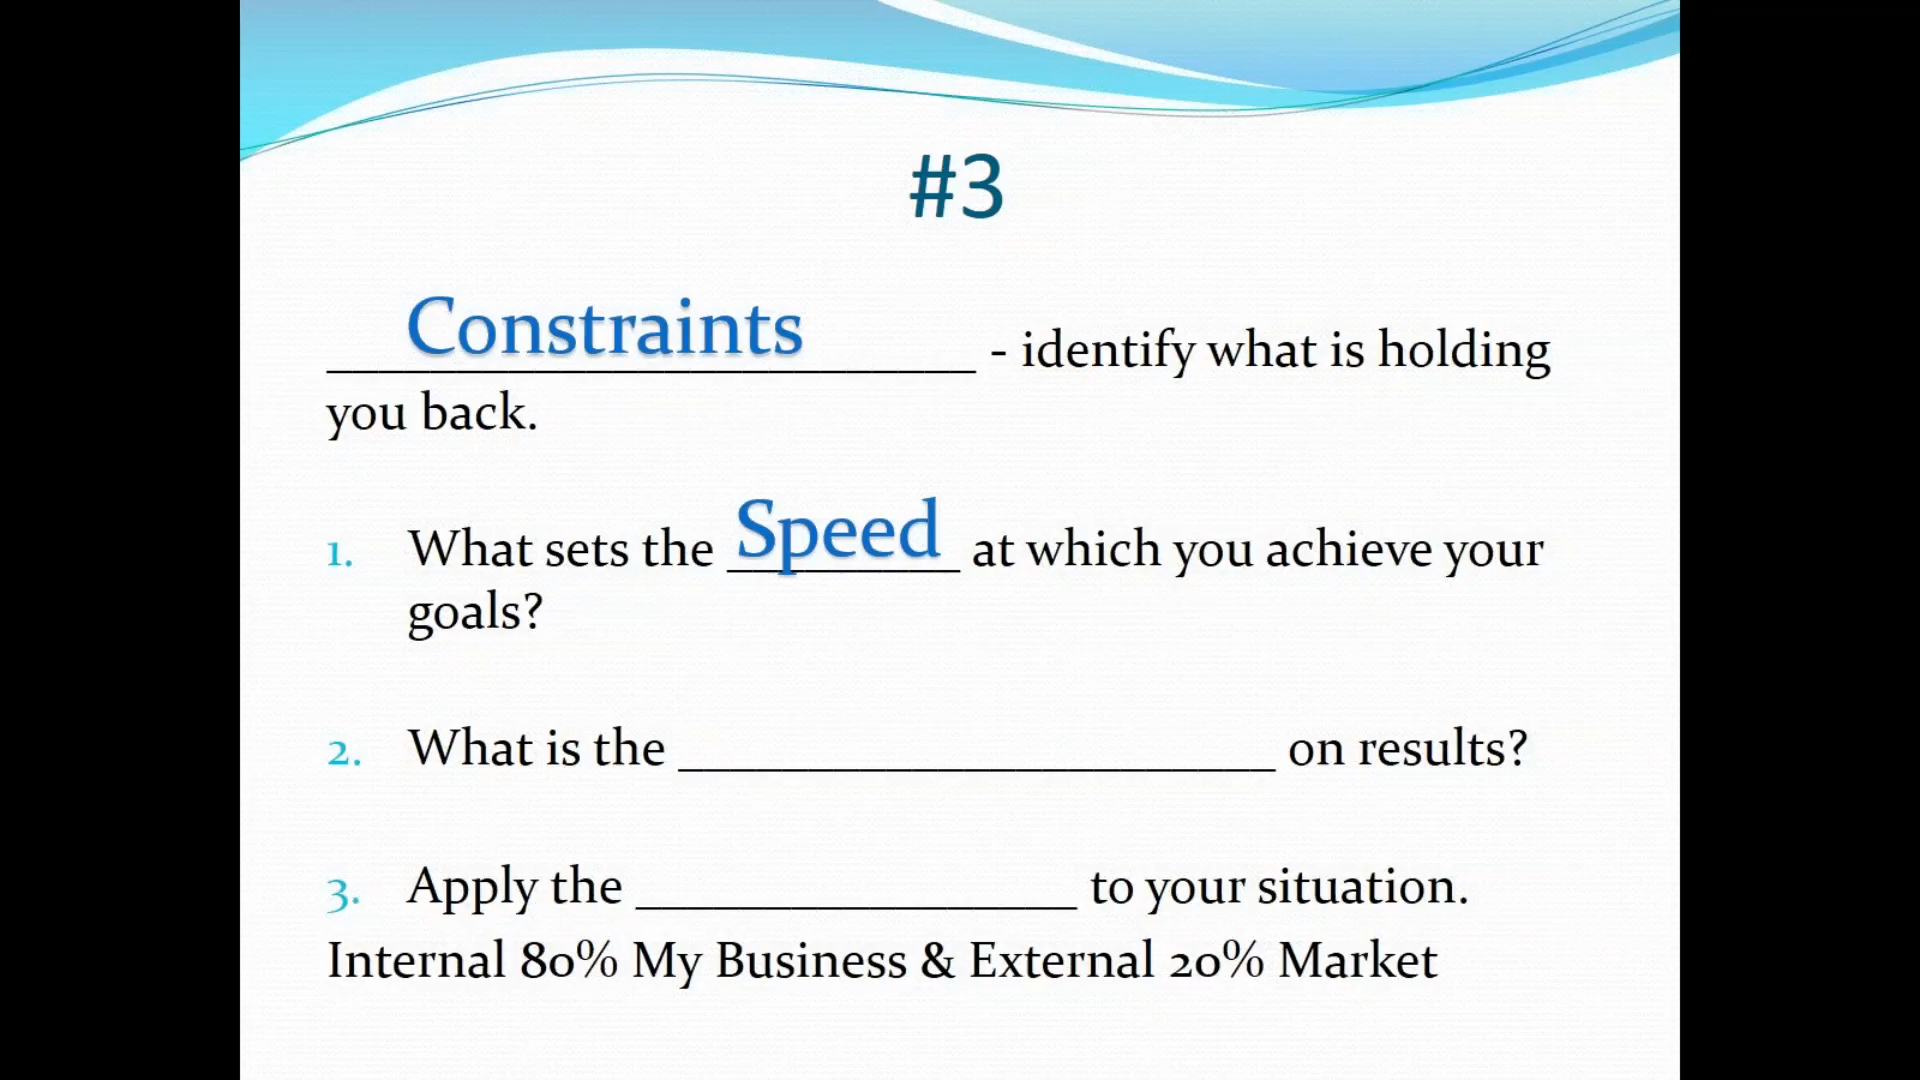 #3
Constraints - identify what is holding
you back.
1. What sets the Speed at which you achieve your
goals?
2. What is the _______________________ on results?
3. Apply the _________________ to your situation.
Internal 80% My Business & External 20% Market